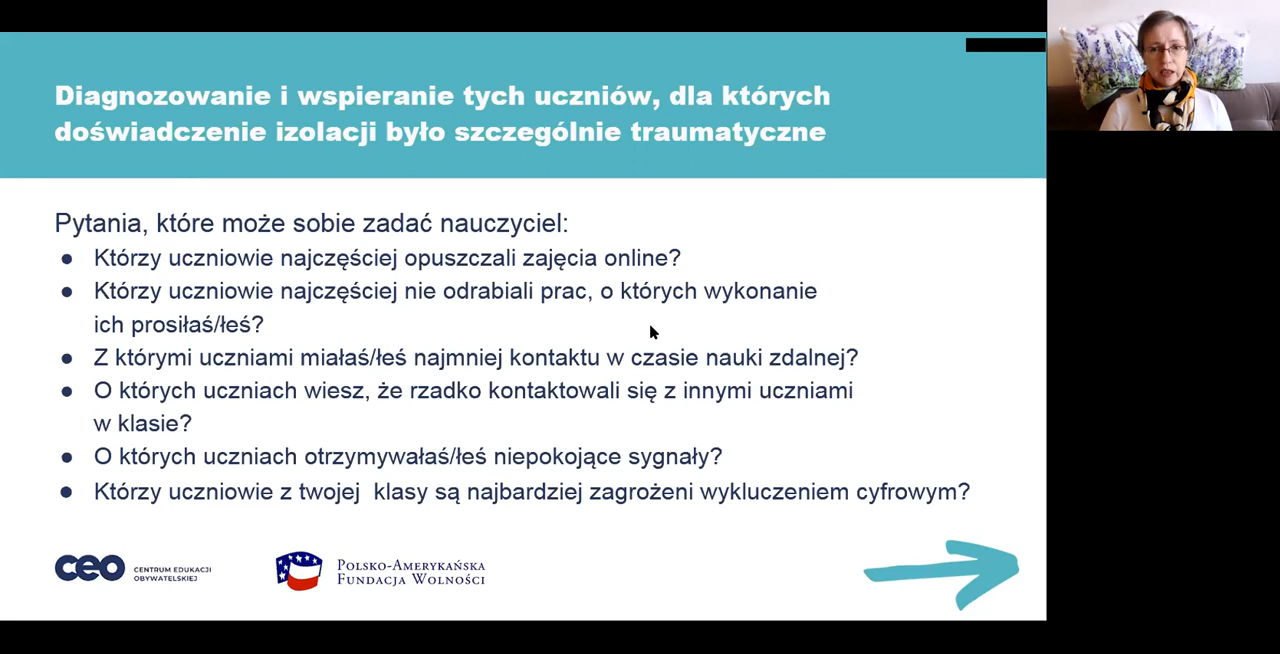 Diagnozowanie i wspieranie tych uczniów, dla których
doświadczenie izolacji było szczególnie traumatyczne
Pytania, które może sobie zadać nauczyciel:
● Którzy uczniowie najczęściej opuszczali zajęcia online?
● Którzy uczniowie najczęściej nie odrabiali prac, o których wykonanie
ich prosiłaś/łeś?
● Z którymi uczniami miałaś/łeś najmniej kontaktu w czasie nauki zdalnej?
● O których uczniach wiesz, że rzadko kontaktowali się z innymi uczniami
w klasie?
● O których uczniach otrzymywałaś/łeś niepokojące sygnały?
● Którzy uczniowie z twojej klasy są najbardziej zagrożeni wykluczeniem cyfrowym?
CEO CENTRUM EDUKACJI
OBYWATELSKIEJ
POLSKO-AMERYKAŃSKA
FUNDACJA WOLNOŚCI